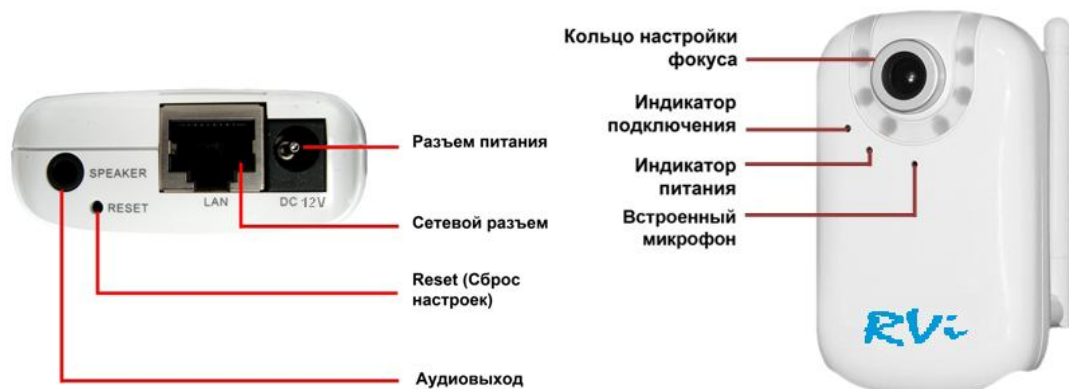 SPEAKER
RESET
LAN
DC 12V
Разъем питания
Сетевой разъем
Reset (Сброс
настроек)
Аудиовыход
Кольцо настройки
фокуса
Индикатор
подключения
Индикатор
питания
Встроенный
микрофон
RVi